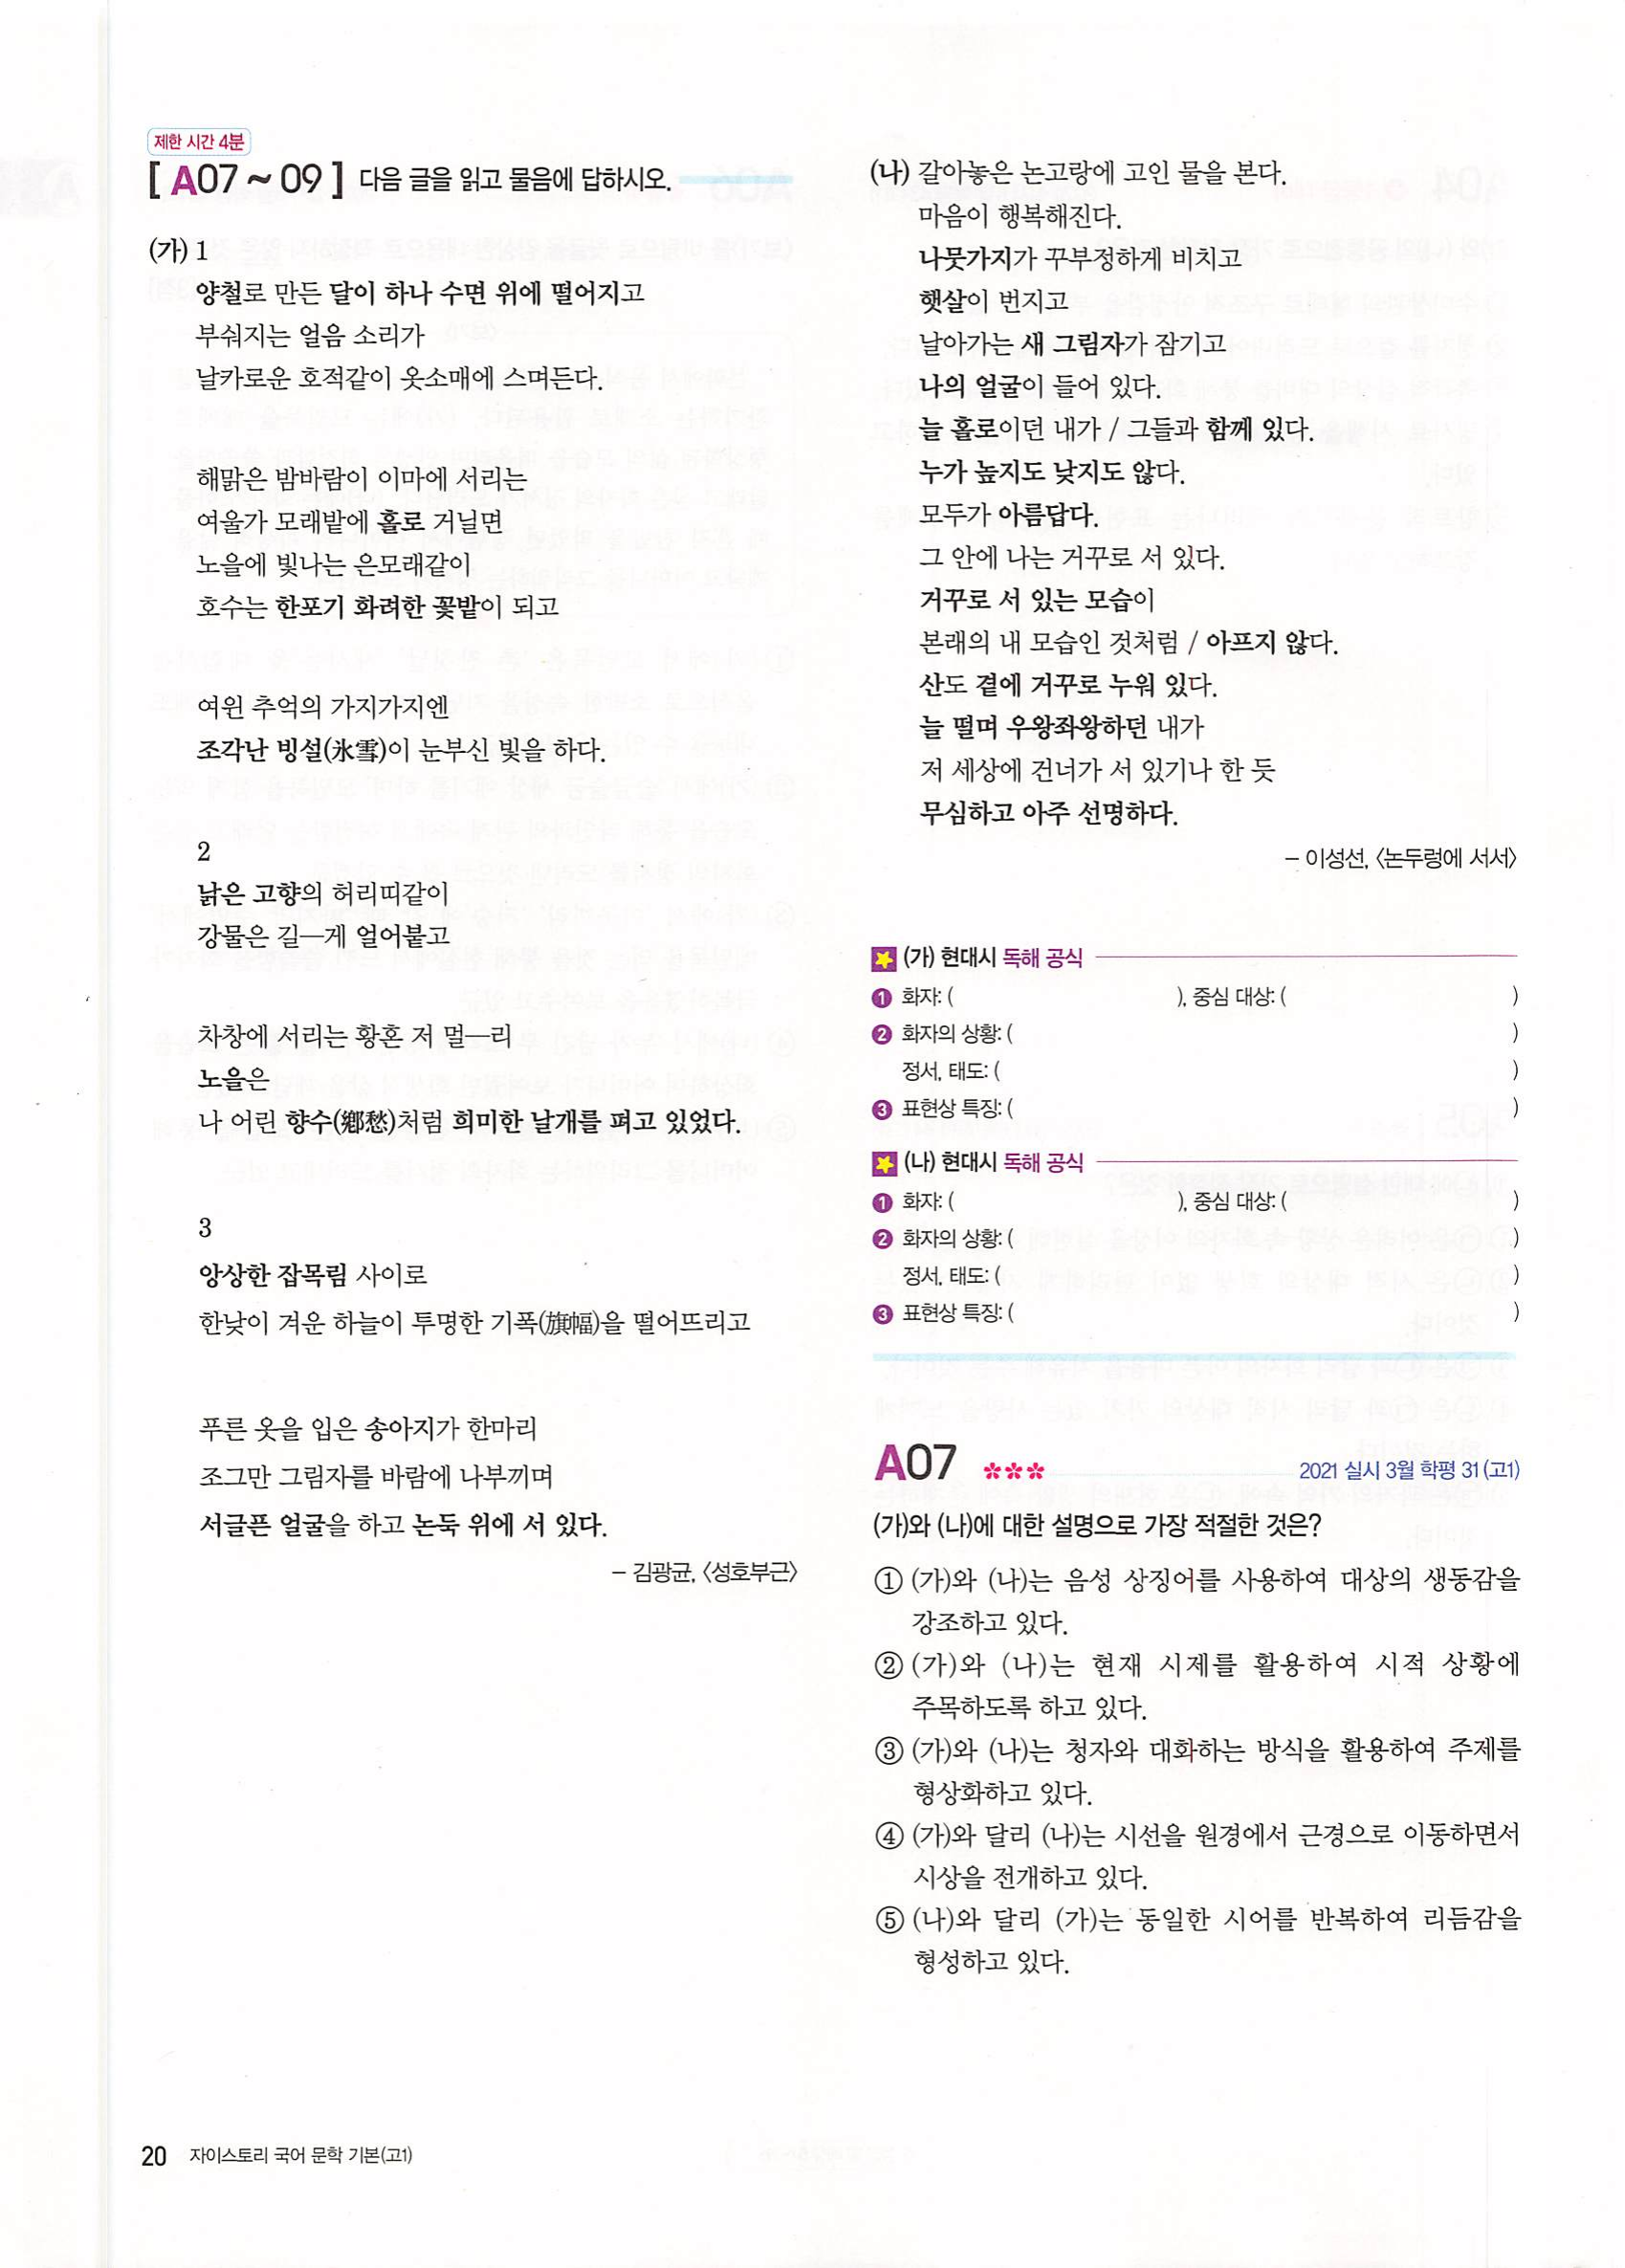 제한 시간 4분
[ A07 ~ 09 ] 다음 글을 읽고 물음에 답하시오.
(가) 1
양철로 만든 달이 하나 수면 위에 떨어지고
부숴지는 얼음 소리가
날카로운 호적같이 옷소매에 스며든다.
해맑은 밤바람이 이마에 서리는
여울가 모래밭에 홀로 거닐면
노을에 빛나는 은모래같이
호수는 한포기 화려한 꽃밭이 되고
여윈 추억의 가지가지엔
조각난 빙설(氷雪)이 눈부신 빛을 하다.
2
낡은 고향의 허리띠같이
강물은 길—게 얼어붙고
차창에 서리는 황혼 저 멀—리
노을은
나 어린 향수(鄕愁)처럼 희미한 날개를 펴고 있었다.
3
앙상한 잡목림 사이로
한낮이 겨운 하늘이 투명한 기폭(旗幅)을 떨어뜨리고
푸른 옷을 입은 송아지가 한마리
조그만 그림자를 바람에 나부끼며
서글픈 얼굴을 하고 논둑 위에 서 있다.
– 김광균, 〈성호부근〉
(나) 갈아놓은 논고랑에 고인 물을 본다.
마음이 행복해진다.
나뭇가지가 꾸부정하게 비치고
햇살이 번지고
날아가는 새 그림자가 잠기고
나의 얼굴이 들어 있다.
늘 홀로이던 내가 / 그들과 함께 있다.
누가 높지도 낮지도 않다.
모두가 아름답다.
그 안에 나는 거꾸로 서 있다.
거꾸로 서 있는 모습이
본래의 내 모습인 것처럼 / 아프지 않다.
산도 곁에 거꾸로 누워 있다.
늘 떨며 우왕좌왕하던 내가
저 세상에 건너가 서 있기나 한 듯
무심하고 아주 선명하다.
– 이성선, 〈논두렁에 서서〉
(가) 현대시 독해 공식
❶ 화자: ( ), 중심 대상: ( )
❷ 화자의 상황: ( )
정서, 태도: ( )
❸ 표현상 특징: ( )
(나) 현대시 독해 공식
❶ 화자: ( ), 중심 대상: ( )
❷ 화자의 상황: ( )
정서, 태도: ( )
❸ 표현상 특징: ( )
A07 ✽✽✽ 2021 실시 3월 학평 31(고1)
(가)와 (나)에 대한 설명으로 가장 적절한 것은?
① (가)와 (나)는 음성 상징어를 사용하여 대상의 생동감을
강조하고 있다.
② (가)와 (나)는 현재 시제를 활용하여 시적 상황에
주목하도록 하고 있다.
③ (가)와 (나)는 청자와 대화하는 방식을 활용하여 주제를
형상화하고 있다.
④ (가)와 달리 (나)는 시선을 원경에서 근경으로 이동하면서
시상을 전개하고 있다.
⑤ (나)와 달리 (가)는 동일한 시어를 반복하여 리듬감을
형성하고 있다.
20 자이스토리 국어 문학 기본(고1)